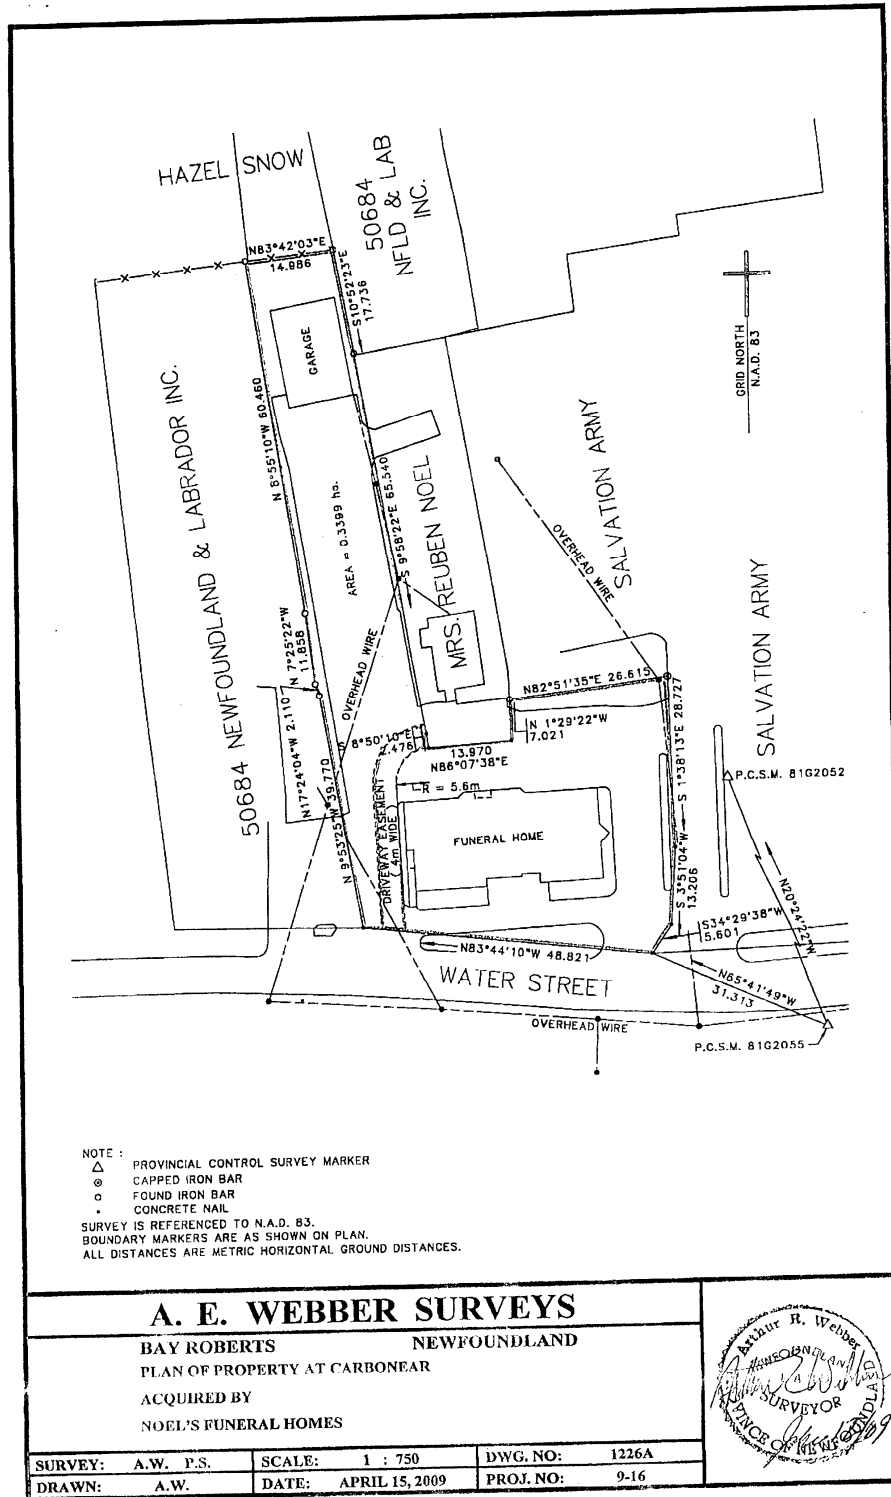 HAZEL SNOW
50684
NFLD & LAB
INC.
N83°42'03"E
14.986
S10°52'23"E
17.736
GARAGE
GRID NORTH
N.A.D. 83
50684 NEWFOUNDLAND & LABRADOR INC.
N 8°55'10"W 60.460
AREA = 0.3399 ha.
S 9°58'22"E 65.540
MRS. REUBEN NOEL
SALVATION ARMY
OVERHEAD WIRE
SALVATION ARMY
N 7°25'22"W
11.858
OVERHEAD WIRE
N17°24'04"W 2.110
N82°51'35"E 26.615
N 1°29'22"W
7.021
S 8°50'10"E
2.476
13.970
N86°07'38"E
S 1°38'13"E 28.727
P.C.S.M. 81G2052
R = 5.6m
DRIVEWAY EASEMENT
( 4m WIDE )
FUNERAL HOME
N 9°53'25"W 39.770
S 3°51'04"W
13.206
S34°29'38"W
5.601
N20°24'22"W
N83°44'10"W 48.821
N65°41'49"W
31.313
WATER STREET
OVERHEAD WIRE
P.C.S.M. 81G2055
NOTE :
PROVINCIAL CONTROL SURVEY MARKER
CAPPED IRON BAR
FOUND IRON BAR
CONCRETE NAIL
SURVEY IS REFERENCED TO N.A.D. 83.
BOUNDARY MARKERS ARE AS SHOWN ON PLAN.
ALL DISTANCES ARE METRIC HORIZONTAL GROUND DISTANCES.
A. E. WEBBER SURVEYS
BAY ROBERTS NEWFOUNDLAND
PLAN OF PROPERTY AT CARBONEAR
ACQUIRED BY
NOEL'S FUNERAL HOMES
SURVEY: A.W. P.S. SCALE: 1 : 750 DWG. NO: 1226A
DRAWN: A.W. DATE: APRIL 15, 2009 PROJ. NO: 9-16
Arthur R. Webber
NEWFOUNDLAND
SURVEYOR
PROVINCE OF NEWFOUNDLAND